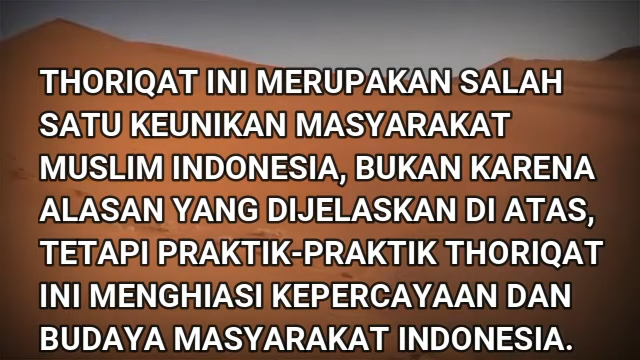 THORIQAT INI MERUPAKAN SALAH
SATU KEUNIKAN MASYARAKAT
MUSLIM INDONESIA, BUKAN KARENA
ALASAN YANG DIJELASKAN DI ATAS,
TETAPI PRAKTIK-PRAKTIK THORIQAT
INI MENGHIASI KEPERCAYAAN DAN
BUDAYA MASYARAKAT INDONESIA.